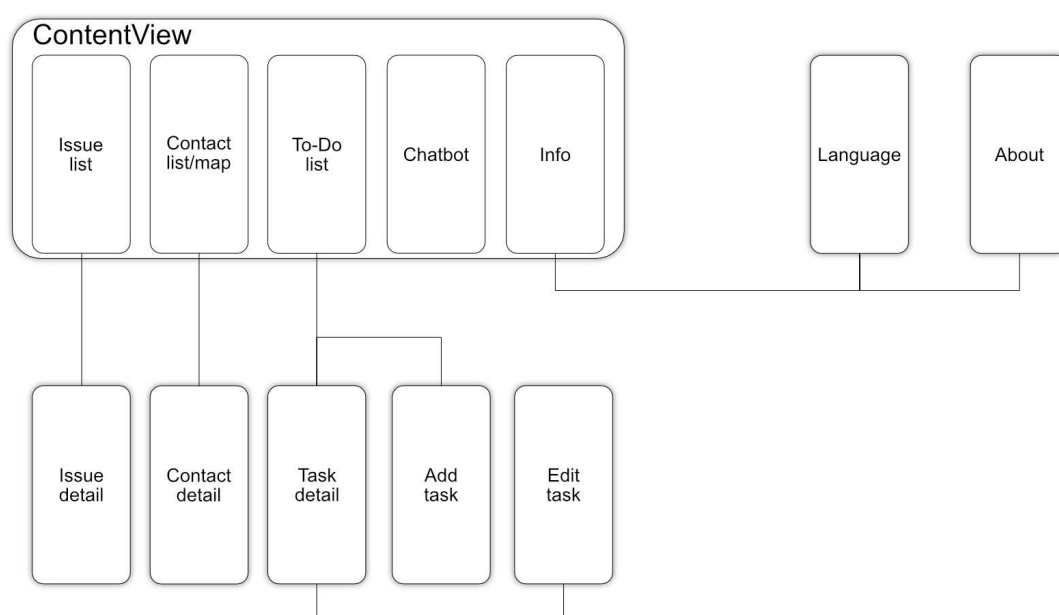 ContentView
Issue
list
Contact
list/map
To-Do
list
Chatbot
Info
Language
About
Issue
detail
Contact
detail
Task
detail
Add
task
Edit
task